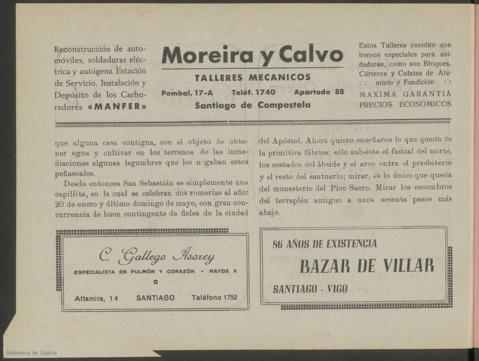 Reconstrucción de auto-
móviles, soldaduras eléc-
trica y autógena. Estación
de Servicio. Instalación y
Depósito de los Carbu-
radores «MANFER»
Moreira y Calvo
TALLERES MECANICOS
Pombal, 17-A Teléf. 1740 Apartado 88
Santiago de Compostela
Estos Talleres cuentan con
hornos especiales para sol-
daduras, como son Bloques,
Cárteres y Culatas de Alu-
:: minio y Fundición ::
MAXIMA GARANTIA
PRECIOS ECONOMICOS
que alguna casa contigua, con el objeto de obte-
ner agua y cultivar en los terrenos de las inme-
diaciones algunas legumbres que les negaban estos
peñascales.
Desde entonces San Sebastián es simplemente una
capillita, en la cual se celebran dos romerías al año:
20 de enero y último domingo de mayo, con gran con-
currencia de buen contingente de fieles de la ciudad
del Apóstol. Ahora quiero enseñaros lo que queda de
la primitiva fábrica: sólo subsiste el fastial del norte,
los costados del ábside y el arco entre el presbiterio
y el resto del santuario; mirar, es lo único que queda
del monasterio del Pico Sacro. Mirar los escombros
del terraplén antiguo a unos sesenta pasos más
abajo.
C. Gallego Asorey
ESPECIALISTA EN PULMÓN Y CORAZÓN - RAYOS X
Altamira, 14 SANTIAGO Teléfono 1752
86 AÑOS DE EXISTENCIA
BAZAR DE VILLAR
SANTIAGO - VIGO
Biblioteca de Galicia